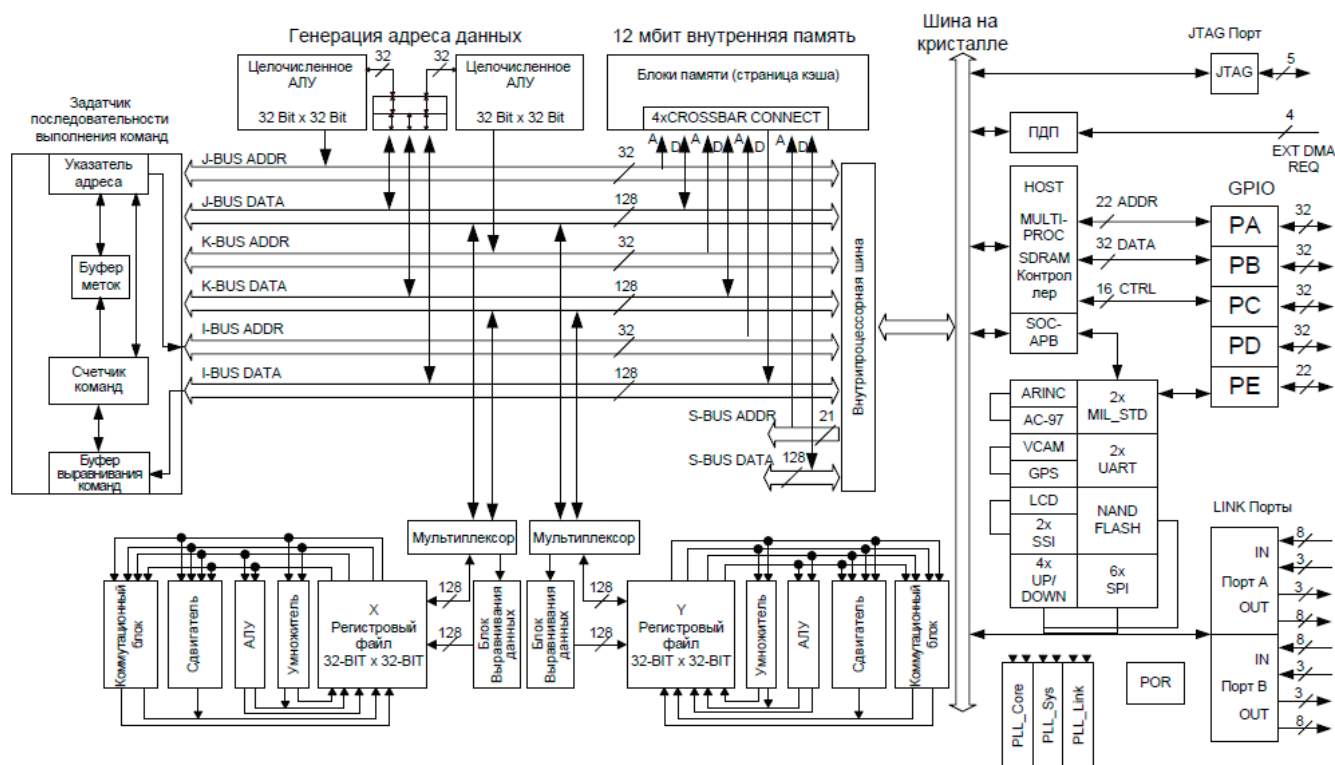 Генерация адреса данных
12 мбит внутренняя память
Шина на
кристалле
JTAG Порт
Целочисленное
АЛУ
32 Bit x 32 Bit
32
32
Целочисленное
АЛУ
32 Bit x 32 Bit
Блоки памяти (страница кэша)
4xCROSSBAR CONNECT
A
D
A
D
A
D
A
D
JTAG
5
Задатчик
последовательности
выполнения команд
Указатель
адреса
Буфер
меток
Счетчик
команд
Буфер
выравнивания
команд
J-BUS ADDR
32
J-BUS DATA
128
K-BUS ADDR
32
K-BUS DATA
128
I-BUS ADDR
32
I-BUS DATA
128
S-BUS ADDR
21
S-BUS DATA
128
Внутрипроцессорная шина
ПДП
4
EXT DMA
REQ
HOST
MULTI-
PROC
SDRAM
Контрол
лер
SOC-
APB
22 ADDR
32 DATA
16 CTRL
GPIO
PA
32
PB
32
PC
32
PD
32
PE
22
ARINC
AC-97
VCAM
GPS
LCD
2x
SSI
4x
UP/
DOWN
2x
MIL_STD
2x
UART
NAND
FLASH
6x
SPI
LINK Порты
8
IN
3
Порт A
3
OUT
8
8
IN
3
Порт B
3
OUT
8
Мультиплексор
Мультиплексор
Коммутационный
блок
Сдвигатель
АЛУ
Умножитель
X
Регистровый
файл
32-BIT x 32-BIT
128
128
Блок
Выравнивания
данных
Блок
Выравнивания
данных
128
128
Y
Регистровый
файл
32-BIT x 32-BIT
Умножитель
АЛУ
Сдвигатель
Коммутационный
блок
PLL_Core
PLL_Sys
PLL_Link
POR